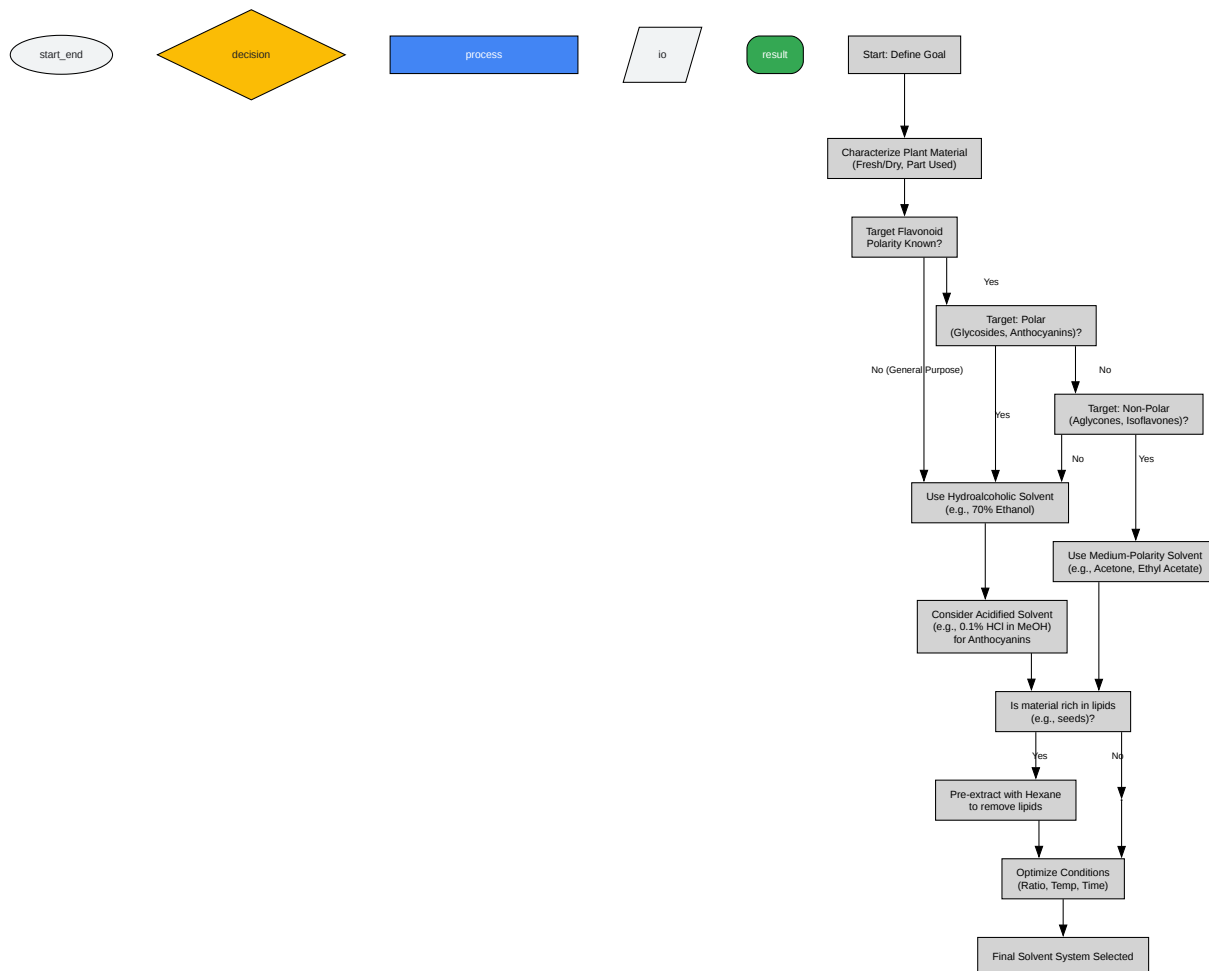 start_end
decision
process
io
result
Start: Define Goal
Characterize Plant Material
(Fresh/Dry, Part Used)
Target Flavonoid
Polarity Known?
Yes
Target: Polar
(Glycosides, Anthocyanins)?
No (General Purpose)
No
Target: Non-Polar
(Aglycones, Isoflavones)?
Yes
No
Yes
Use Hydroalcoholic Solvent
(e.g., 70% Ethanol)
Use Medium-Polarity Solvent
(e.g., Acetone, Ethyl Acetate)
Consider Acidified Solvent
(e.g., 0.1% HCl in MeOH)
for Anthocyanins
Is material rich in lipids
(e.g., seeds)?
Yes
No
Pre-extract with Hexane
to remove lipids
Optimize Conditions
(Ratio, Temp, Time)
Final Solvent System Selected